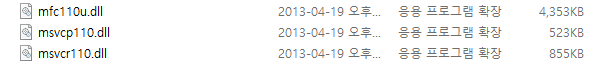 mfc110u.dll 2013-04-19 오후... 응용 프로그램 확장 4,353KB
msvcp110.dll 2013-04-19 오후... 응용 프로그램 확장 523KB
msvcr110.dll 2013-04-19 오후... 응용 프로그램 확장 855KB